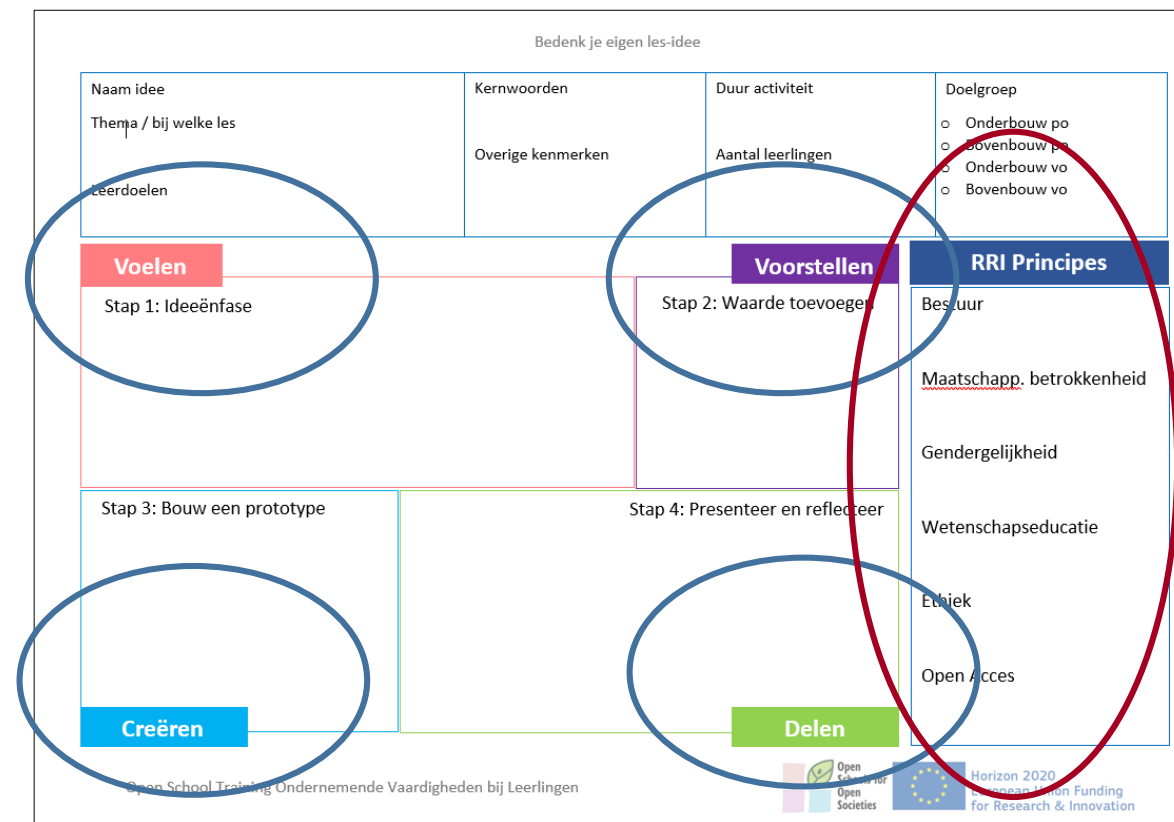 Bedenk je eigen les-idee
Naam idee
Thema / bij welke les
Leerdoelen
Kernwoorden
Overige kenmerken
Duur activiteit
Aantal leerlingen
Doelgroep
o Onderbouw po
o Bovenbouw po
o Onderbouw vo
o Bovenbouw vo
Voelen
Stap 1: Ideeënfase
Voorstellen
Stap 2: Waarde toevoegen
Stap 3: Bouw een prototype
Creëren
Stap 4: Presenteer en reflecteer
Delen
RRI Principes
Bestuur
Maatschapp. betrokkenheid
Gendergelijkheid
Wetenschapseducatie
Ethiek
Open Acces
Open School Training Ondernemende Vaardigheden bij Leerlingen
Open
Schools for
Open
Societies
Horizon 2020
European Union Funding
for Research & Innovation